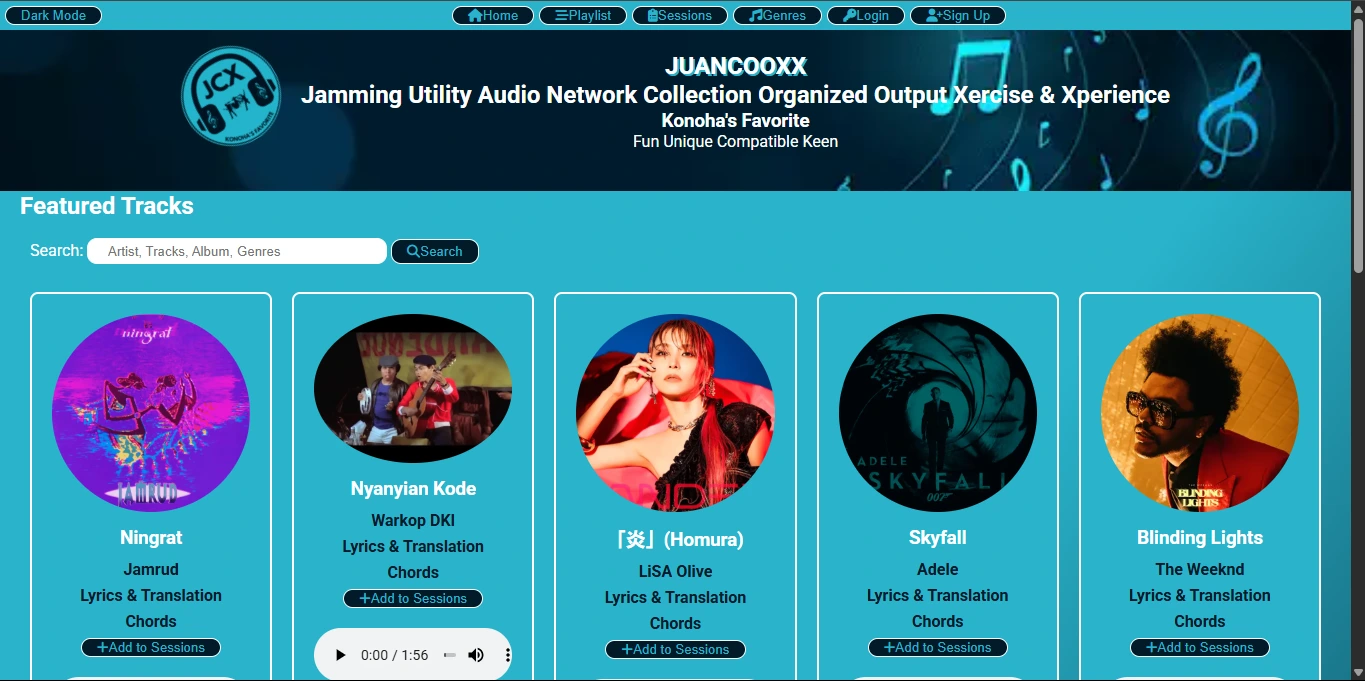 Dark Mode
Home
Playlist
Sessions
Genres
Login
Sign Up
JCX
KONOHA'S FAVORITE
JUANCOOXX
Jamming Utility Audio Network Collection Organized Output Xercise & Xperience
Konoha's Favorite
Fun Unique Compatible Keen
Featured Tracks
Search:
Artist, Tracks, Album, Genres
Search
ningrat
JAMRUD
Ningrat
Jamrud
Lyrics & Translation
Chords
+Add to Sessions
Nyanyian Kode
Warkop DKI
Lyrics & Translation
Chords
+Add to Sessions
0:00 / 1:56
「炎」(Homura)
LiSA Olive
Lyrics & Translation
Chords
+Add to Sessions
ADELE
SKYFALL
007
Skyfall
Adele
Lyrics & Translation
Chords
+Add to Sessions
BLINDING
LIGHTS
Blinding Lights
The Weeknd
Lyrics & Translation
Chords
+Add to Sessions